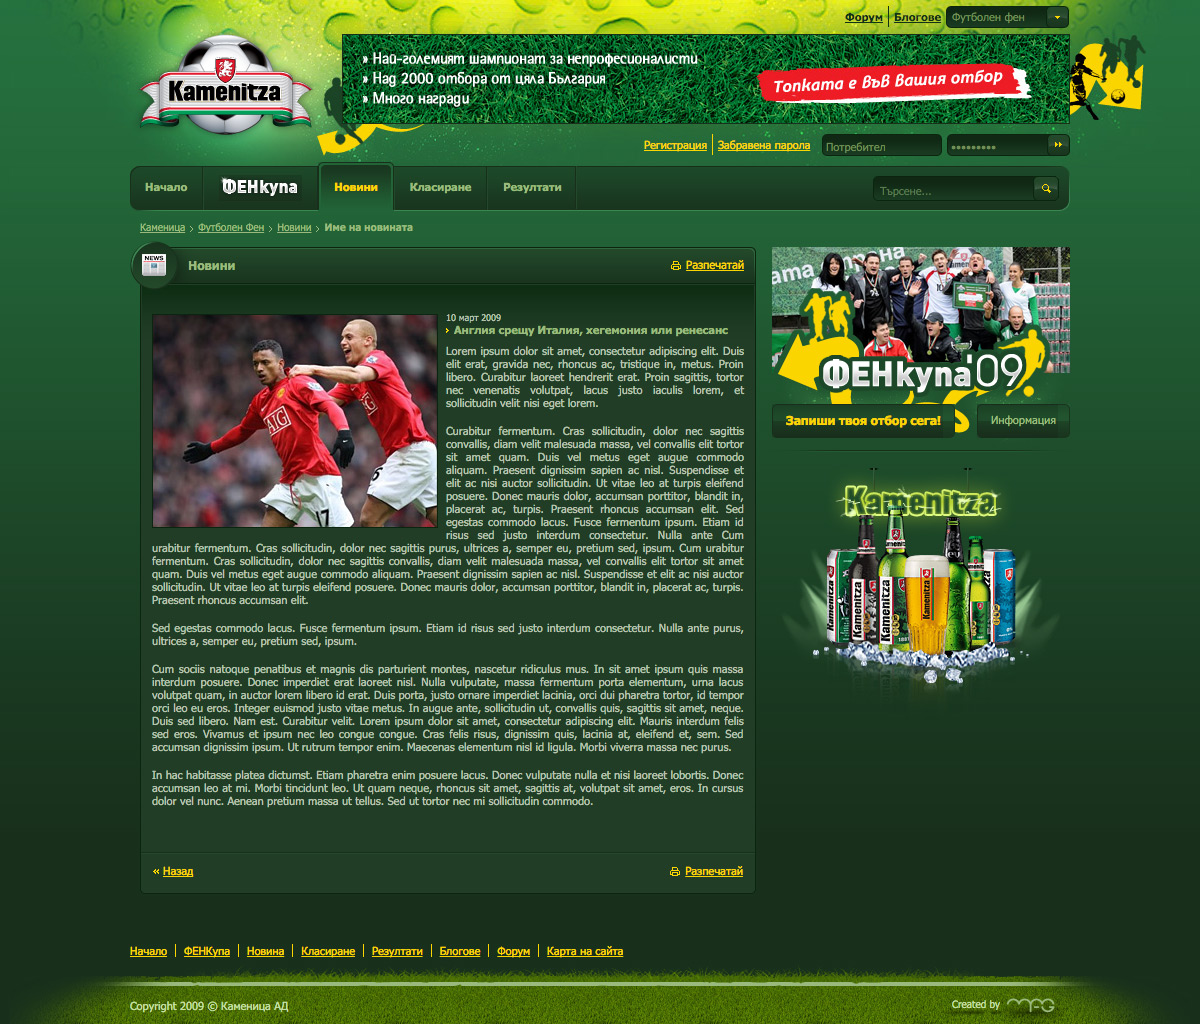 Форум Блогове Футболен фен
Kamenitza
» Най-големият шампионат за непрофесионалисти
» Над 2000 отбора от цяла България
» Много награди
Топката е във Вашия отбор
Регистрация Забравена парола Потребител
Начало ФЕНкупа Новини Класиране Резултати Търсене...
Каменица > Футболен Фен > Новини > Име на новината
NEWS Новини Разпечатай
10 март 2009
Англия срещу Италия, хегемония или ренесанс
Lorem ipsum dolor sit amet, consectetur adipiscing elit. Duis
elit erat, gravida nec, rhoncus ac, tristique in, metus. Proin
libero. Curabitur laoreet hendrerit erat. Proin sagittis, tortor
nec venenatis volutpat, lacus justo iaculis lorem, et
sollicitudin velit nisi eget lorem.
Curabitur fermentum. Cras sollicitudin, dolor nec sagittis
convallis, diam velit malesuada massa, vel convallis elit tortor
sit amet quam. Duis vel metus eget augue commodo
aliquam. Praesent dignissim sapien ac nisl. Suspendisse et
elit ac nisi auctor sollicitudin. Ut vitae leo at turpis eleifend
posuere. Donec mauris dolor, accumsan porttitor, blandit in,
placerat ac, turpis. Praesent rhoncus accumsan elit. Sed
egestas commodo lacus. Fusce fermentum ipsum. Etiam id
risus sed justo interdum consectetur. Nulla ante Cum
urabitur fermentum. Cras sollicitudin, dolor nec sagittis purus, ultrices a, semper eu, pretium sed, ipsum. Cum urabitur
fermentum. Cras sollicitudin, dolor nec sagittis convallis, diam velit malesuada massa, vel convallis elit tortor sit amet
quam. Duis vel metus eget augue commodo aliquam. Praesent dignissim sapien ac nisl. Suspendisse et elit ac nisi auctor
sollicitudin. Ut vitae leo at turpis eleifend posuere. Donec mauris dolor, accumsan porttitor, blandit in, placerat ac, turpis.
Praesent rhoncus accumsan elit.
Sed egestas commodo lacus. Fusce fermentum ipsum. Etiam id risus sed justo interdum consectetur. Nulla ante purus,
ultrices a, semper eu, pretium sed, ipsum.
Cum sociis natoque penatibus et magnis dis parturient montes, nascetur ridiculus mus. In sit amet ipsum quis massa
interdum posuere. Donec imperdiet erat laoreet nisl. Nulla vulputate, massa fermentum porta elementum, urna lacus
volutpat quam, in auctor lorem libero id erat. Duis porta, justo ornare imperdiet lacinia, orci dui pharetra tortor, id tempor
orci leo eu eros. Integer euismod justo vitae metus. In augue ante, sollicitudin ut, convallis quis, sagittis sit amet, neque.
Duis sed libero. Nam est. Curabitur velit. Lorem ipsum dolor sit amet, consectetur adipiscing elit. Mauris interdum felis
sed eros. Vivamus et ipsum nec leo congue congue. Cras felis risus, dignissim quis, lacinia at, eleifend et, sem. Sed
accumsan dignissim ipsum. Ut rutrum tempor enim. Maecenas elementum nisl id ligula. Morbi viverra massa nec purus.
In hac habitasse platea dictumst. Etiam pharetra enim posuere lacus. Donec vulputate nulla et nisi laoreet lobortis. Donec
accumsan leo at mi. Morbi tincidunt leo. Ut quam neque, rhoncus sit amet, sagittis at, volutpat sit amet, eros. In cursus
dolor vel nunc. Aenean pretium massa ut tellus. Sed ut tortor nec mi sollicitudin commodo.
« Назад Разпечатай
AIG
17
Kamenitza
ФЕНкупа'09
Запиши твоя отбор сега! Информация
Kamenitza
Kamenitza
Kamenitza
Kamenitza
Начало ФЕНКупа Новина Класиране Резултати Блогове Форум Карта на сайта
Copyright 2009 © Каменица АД Created by